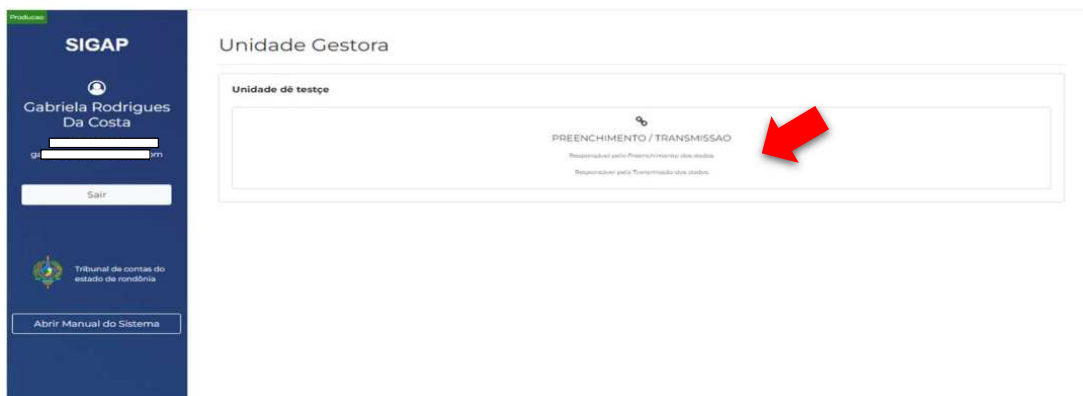 Producao
SIGAP
Gabriela Rodrigues
Da Costa
Sair
Tribunal de contas do
estado de rondônia
Abrir Manual do Sistema
Unidade Gestora
Unidade dê testçe
PREENCHIMENTO / TRANSMISSAO
Responsável pelo Preenchimento dos dados
Responsável pela Transmissão dos dados